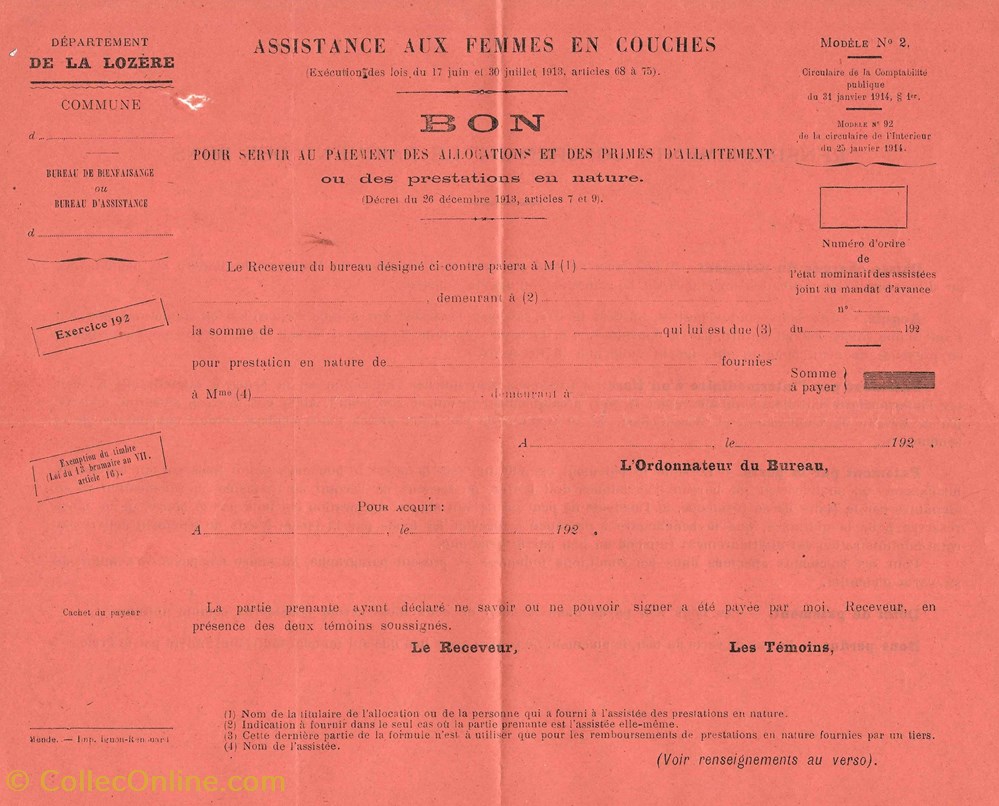 DÉPARTEMENT
DE LA LOZÈRE
COMMUNE
d
BUREAU DE BIENFAISANCE
ou
BUREAU D'ASSISTANCE
d
Exercice 192
Exemption du timbre
(Loi du 13 brumaire an VII,
article 16).
Cachet du payeur
Mende. — Imp. Ignon-Renouard
ASSISTANCE AUX FEMMES EN COUCHES
(Exécution des lois du 17 juin et 30 juillet 1913, articles 68 à 75).
BON
POUR SERVIR AU PAIEMENT DES ALLOCATIONS ET DES PRIMES D'ALLAITEMENT
ou des prestations en nature.
(Décret du 26 décembre 1913, articles 7 et 9).
Le Receveur du bureau désigné ci-contre paiera à M (1)
, demeurant à (2)
la somme de qui lui est due (3)
pour prestation en nature de fournies
à Mme (4) , demeurant à
A , le 192 .
L'Ordonnateur du Bureau,
POUR ACQUIT :
A , le 192 .
La partie prenante ayant déclaré ne savoir ou ne pouvoir signer a été payée par moi, Receveur, en
présence des deux témoins soussignés.
Le Receveur, Les Témoins,
(1) Nom de la titulaire de l'allocation ou de la personne qui a fourni à l'assistée des prestations en nature.
(2) Indication à fournir dans le seul cas où la partie prenante est l'assistée elle-même.
(3) Cette dernière partie de la formule n'est à utiliser que pour les remboursements de prestations en nature fournies par un tiers.
(4) Nom de l'assistée.
(Voir renseignements au verso).
MODÈLE No 2.
Circulaire de la Comptabilité
publique
du 31 janvier 1914, § 1er.
MODÈLE N° 92
de la circulaire de l'Intérieur
du 25 janvier 1914.
Numéro d'ordre
de
l'état nominatif des assistées
joint au mandat d'avance
n°
du 192
Somme
à payer
© CollecOnline.com